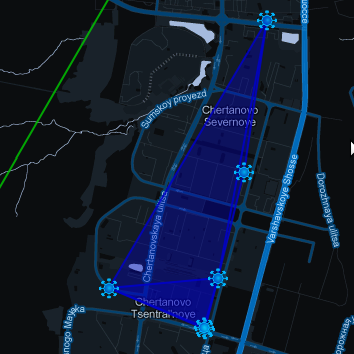 Sumskoy proyezd
Chertanovo
Severnoye
Varshavskoye Shosse
Dorozhnaya ulitsa
Chertanovskaya ulitsa
Chertanovo
Tsentral'noye